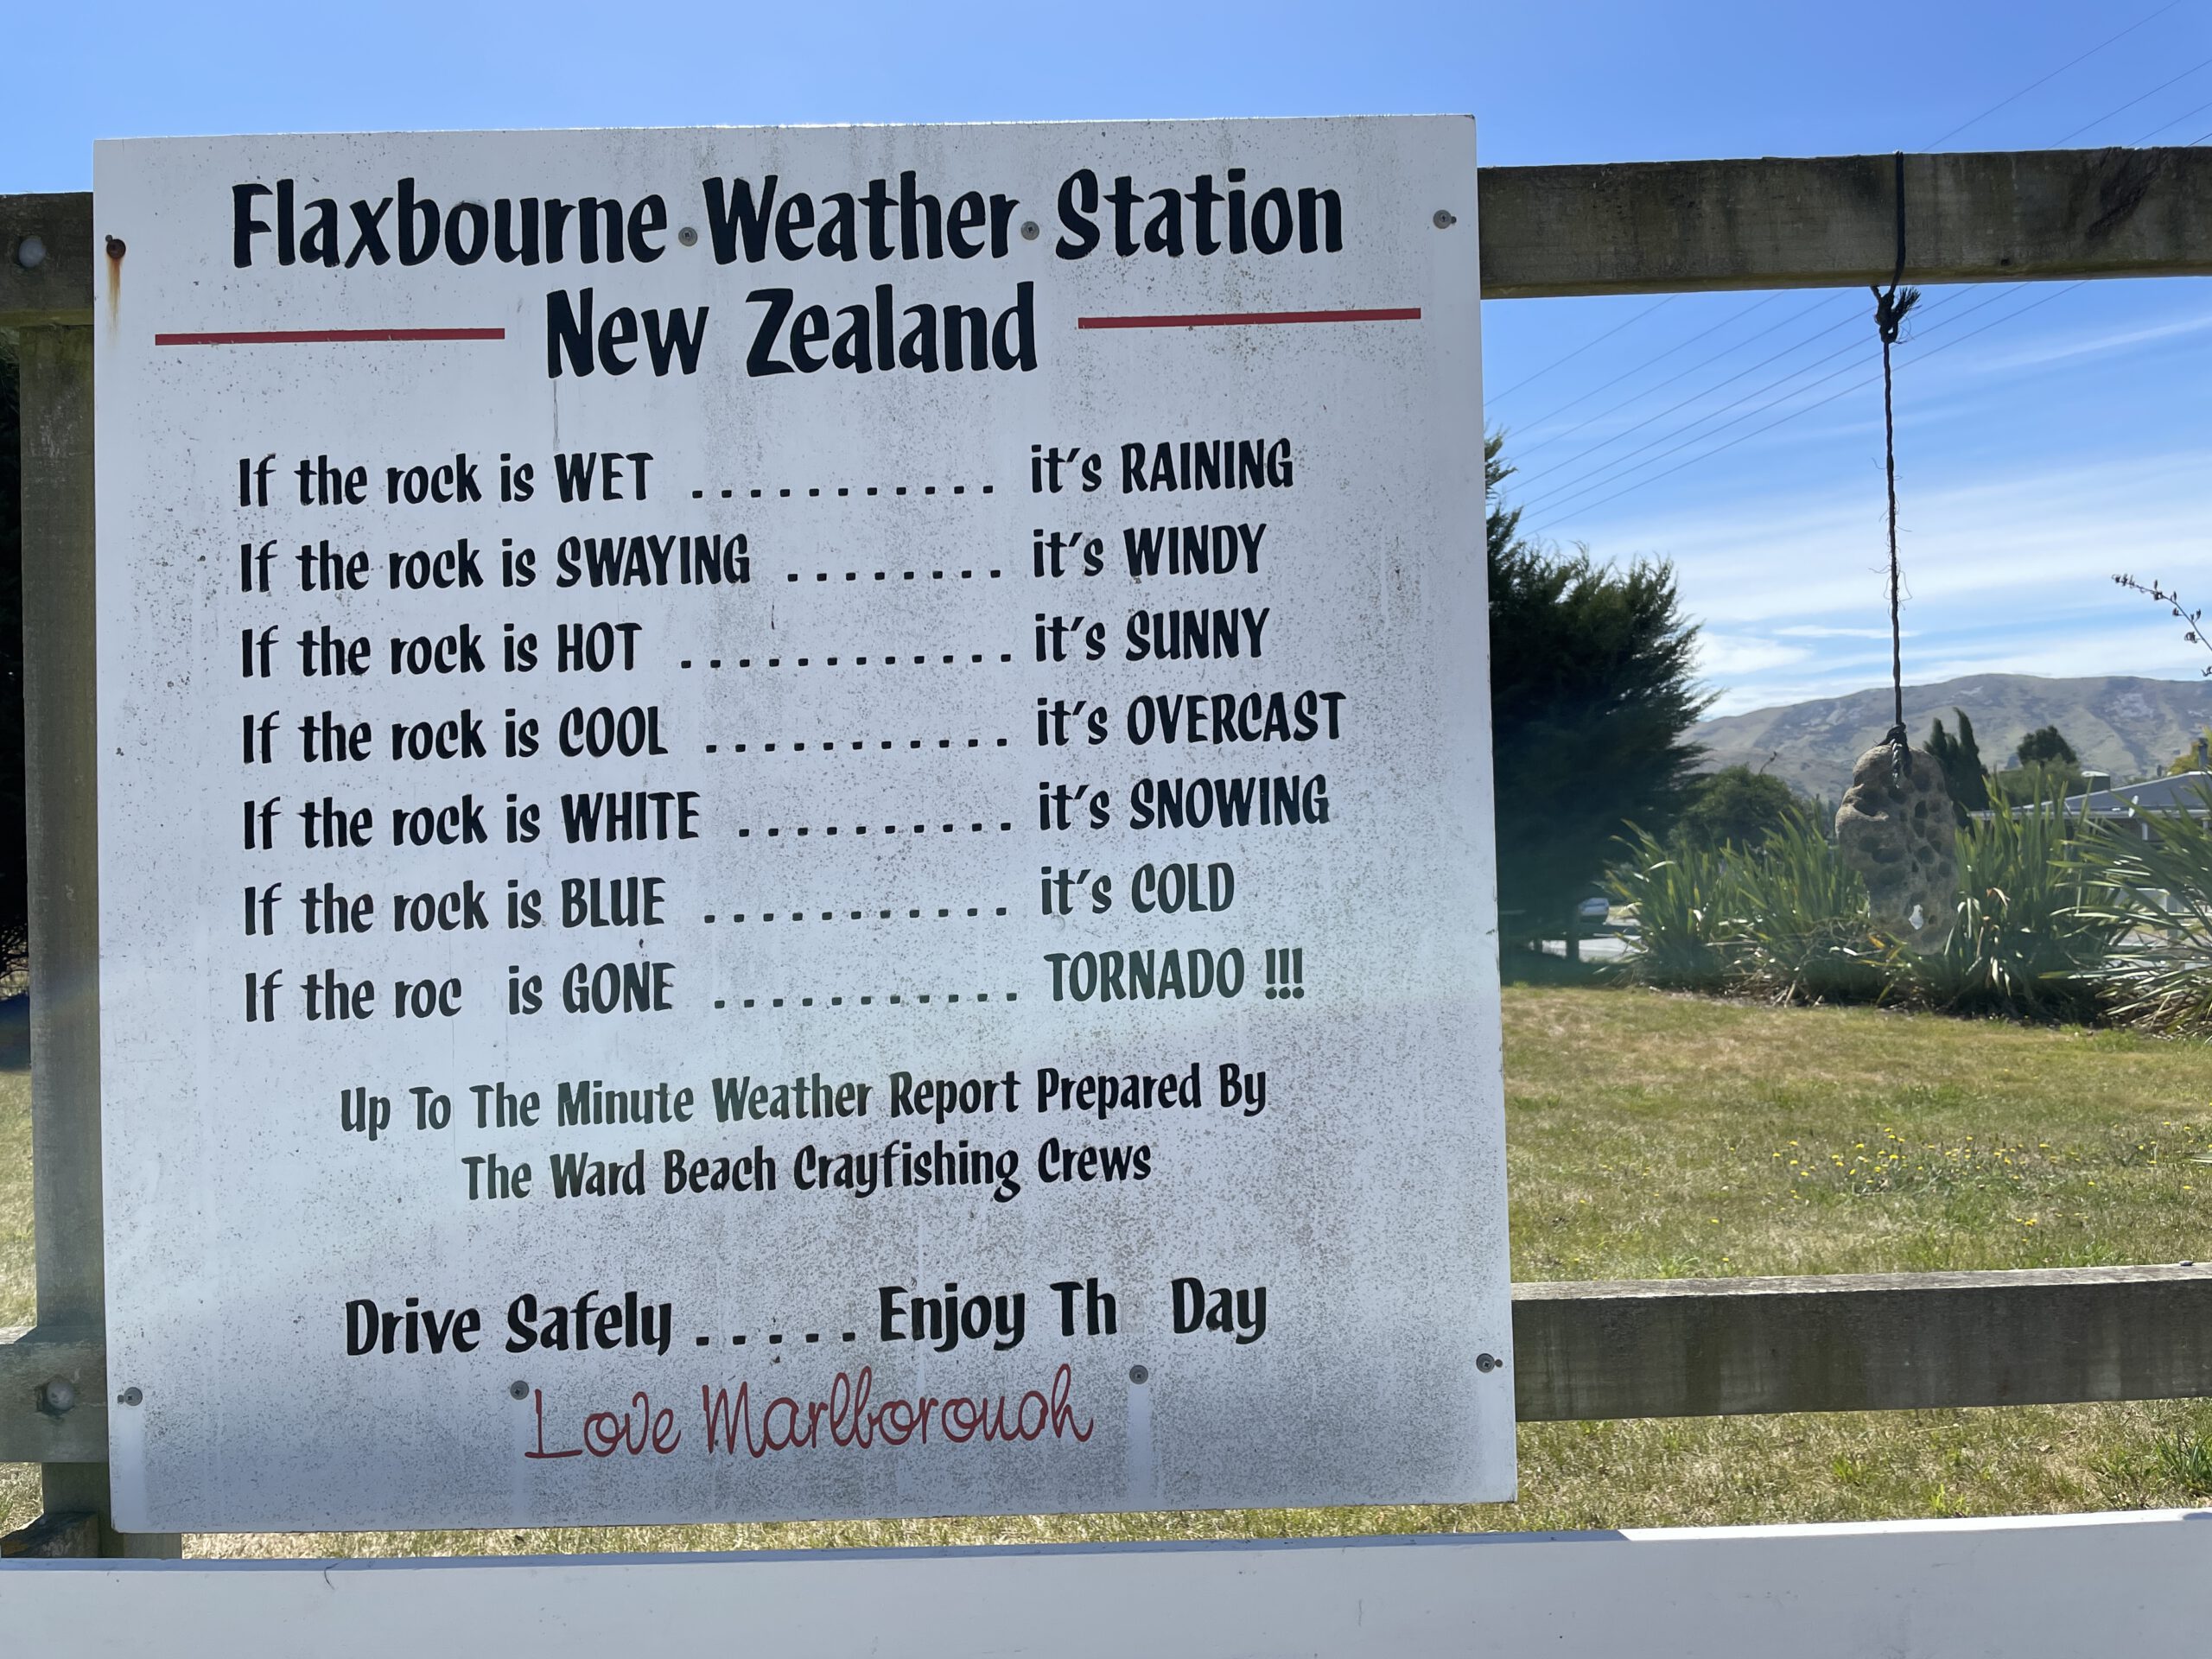 Flaxbourne Weather Station
New Zealand
If the rock is WET ........... it's RAINING
If the rock is SWAYING ........ it's WINDY
If the rock is HOT ............ it's SUNNY
If the rock is COOL ........... it's OVERCAST
If the rock is WHITE .......... it's SNOWING
If the rock is BLUE ........... it's COLD
If the roc is GONE ........... TORNADO !!!
Up To The Minute Weather Report Prepared By
The Ward Beach Crayfishing Crews
Drive Safely ..... Enjoy Th Day
Love Marlborough